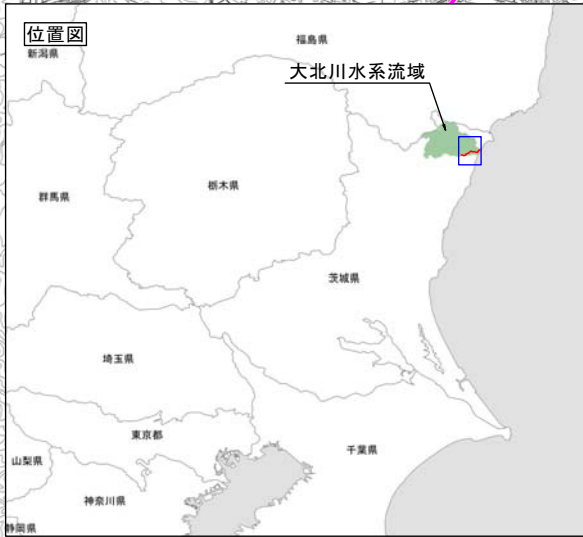 位置図
新潟県
福島県
大北川水系流域
栃木県
群馬県
茨城県
埼玉県
東京都
千葉県
山梨県
神奈川県
静岡県